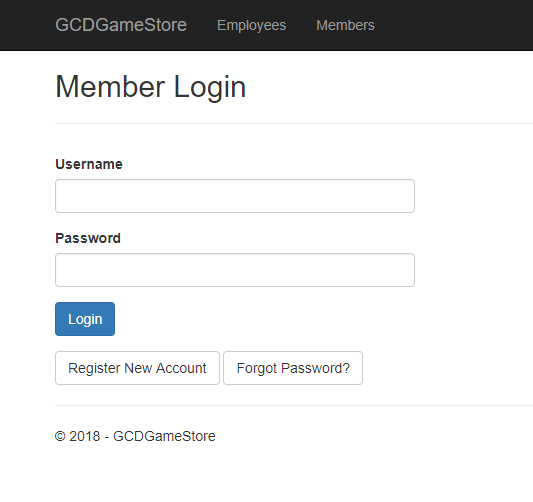 GCDGameStore Employees Members
Member Login
Username
Password
Login
Register New Account Forgot Password?
© 2018 - GCDGameStore